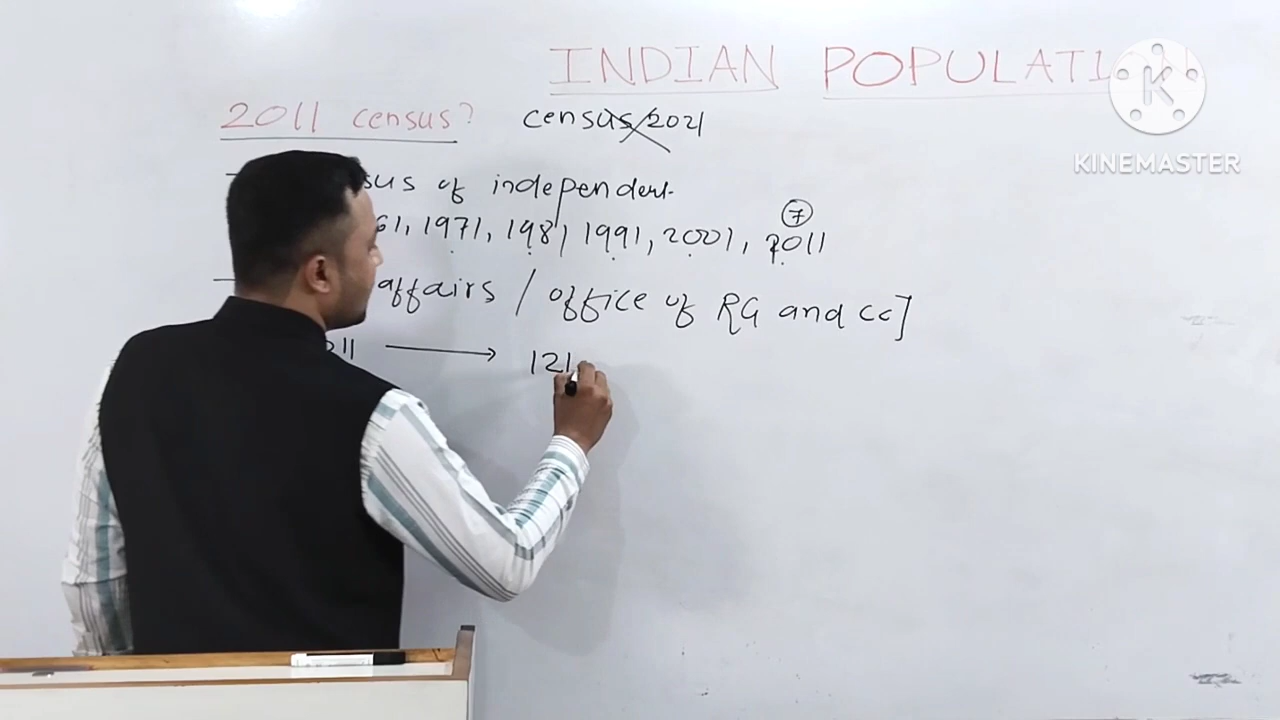 INDIAN POPULATI
2011 census? census 2021
sus of independent
61, 1971, 1981, 1991, 2001, 2011
7
affairs / office of RG and CC]
211 → 121
K
KINEMASTER